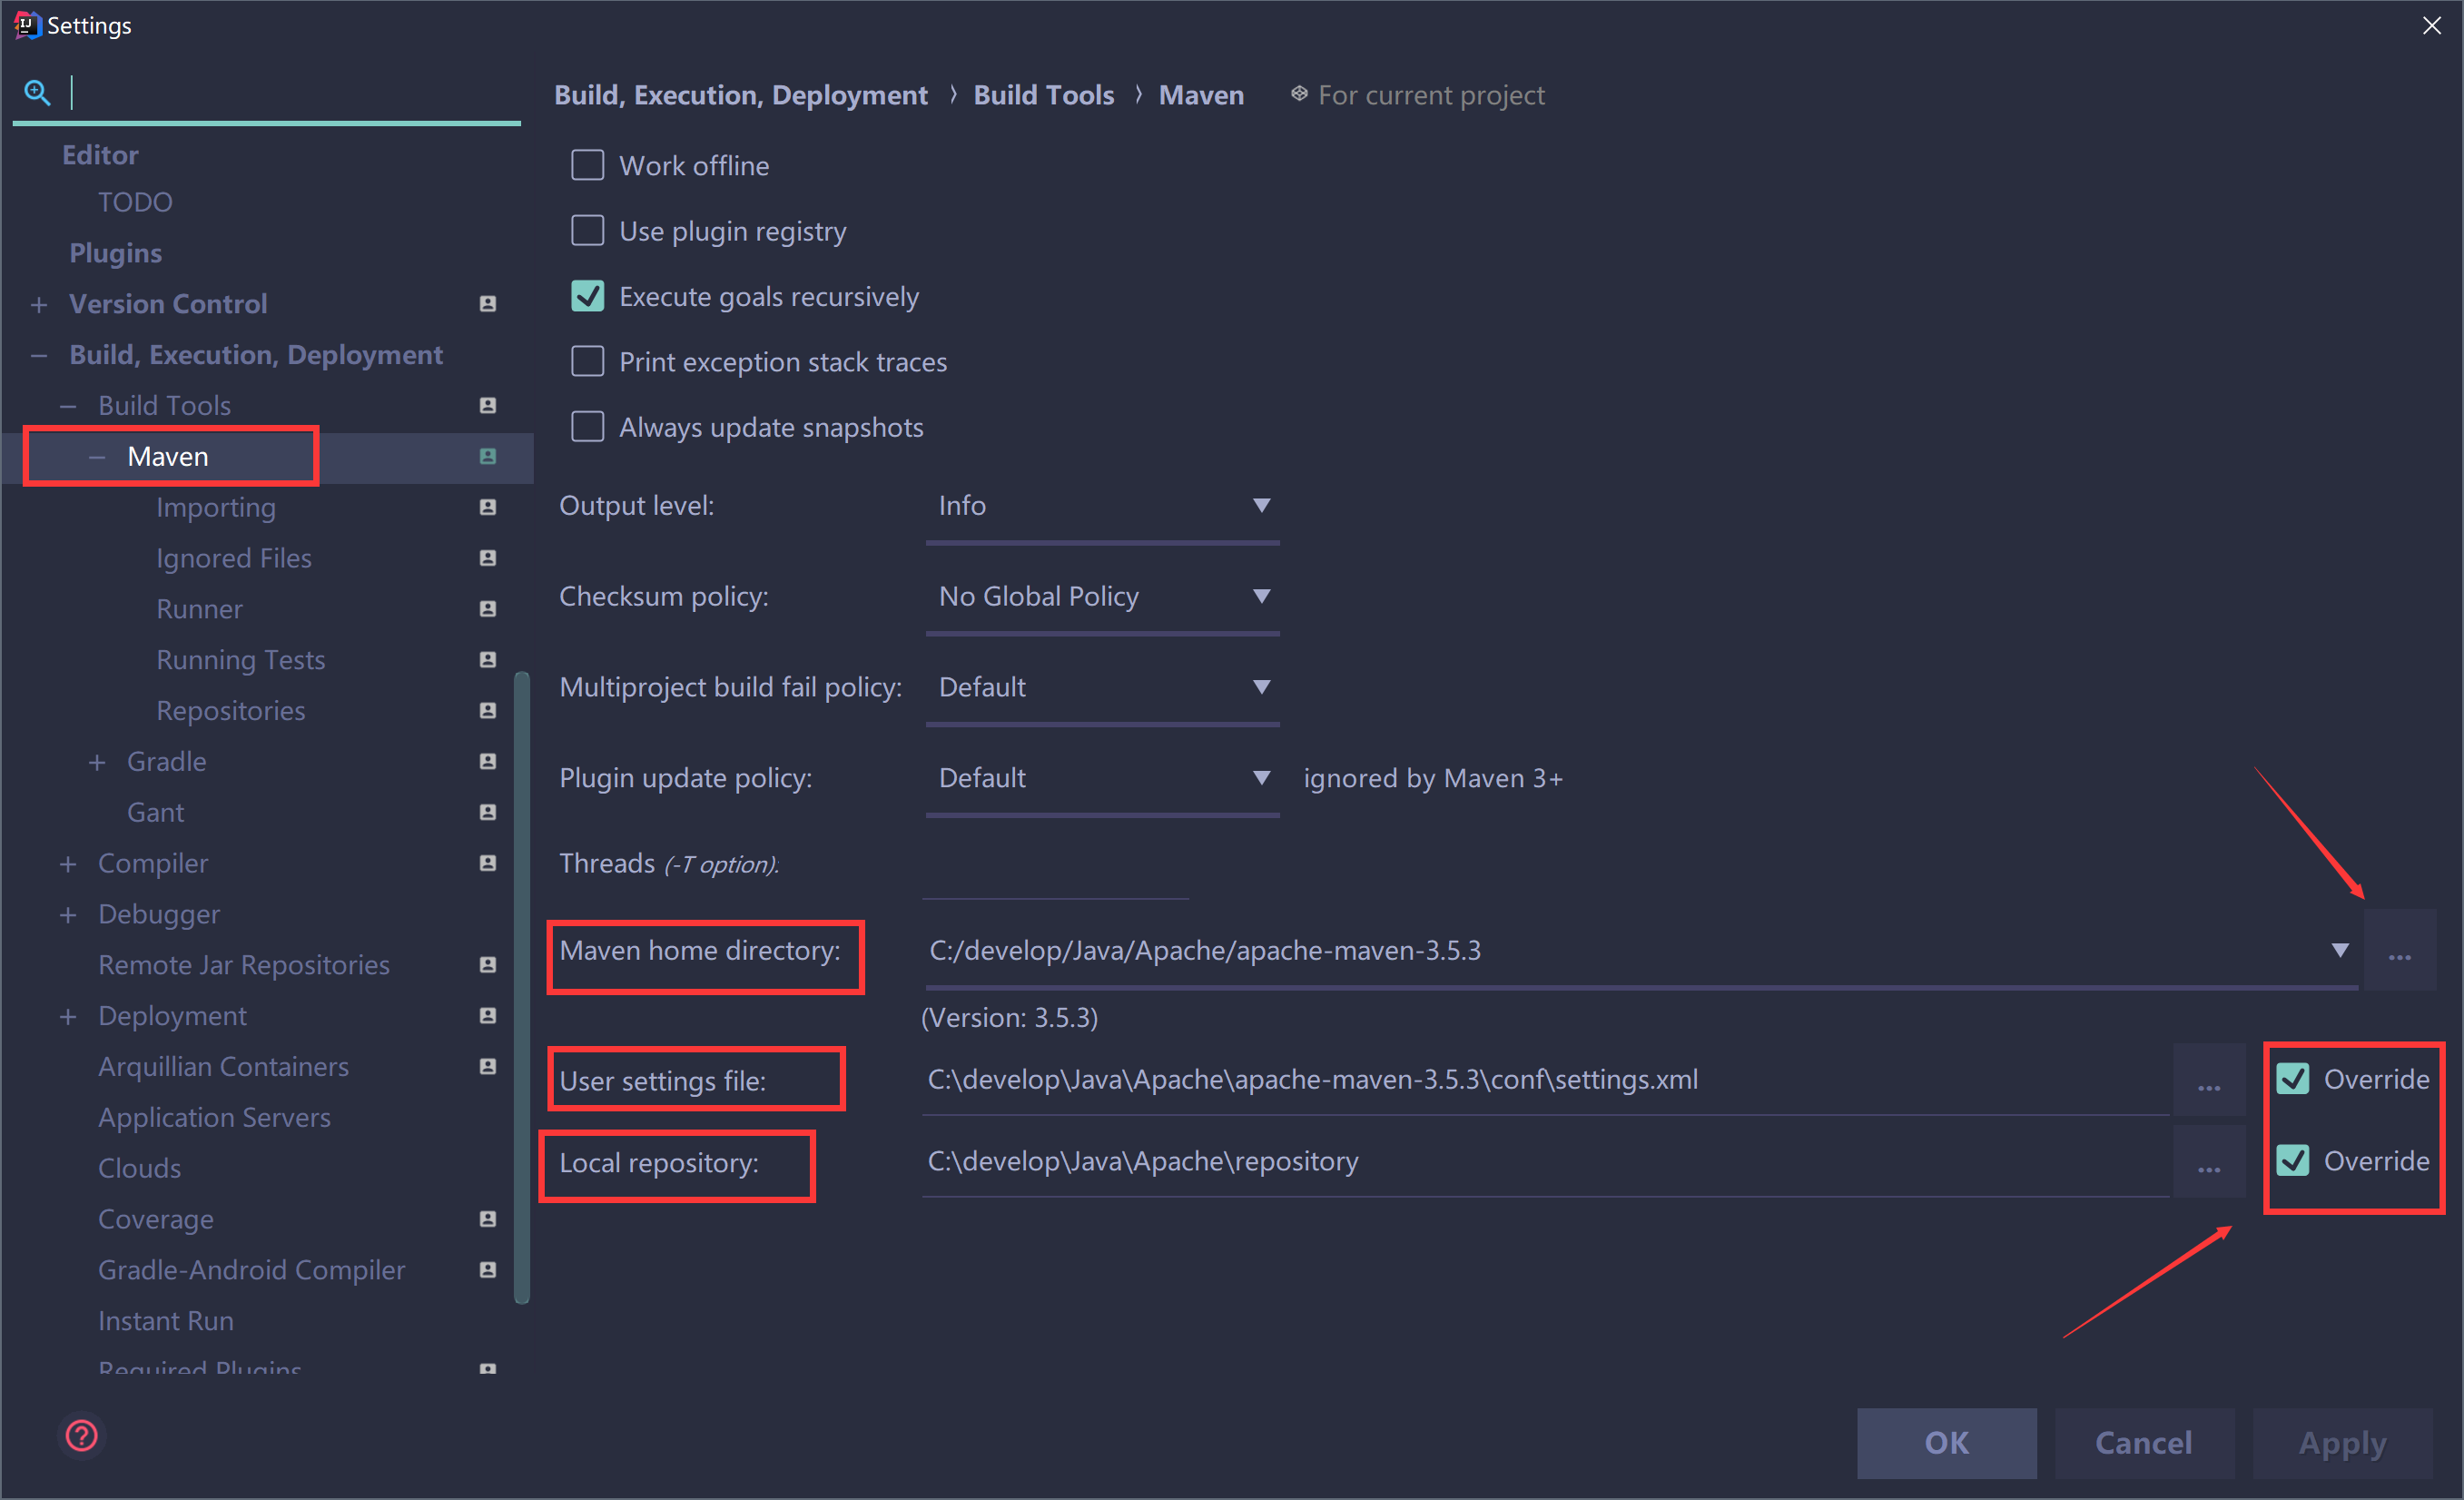 Settings
Editor
TODO
Plugins
Version Control
Build, Execution, Deployment
Build Tools
Maven
Importing
Ignored Files
Runner
Running Tests
Repositories
Gradle
Gant
Compiler
Debugger
Remote Jar Repositories
Deployment
Arquillian Containers
Application Servers
Clouds
Coverage
Gradle-Android Compiler
Instant Run
Required Plugins
Build, Execution, Deployment › Build Tools › Maven For current project
Work offline
Use plugin registry
Execute goals recursively
Print exception stack traces
Always update snapshots
Output level: Info
Checksum policy: No Global Policy
Multiproject build fail policy: Default
Plugin update policy: Default ignored by Maven 3+
Threads (-T option):
Maven home directory: C:/develop/Java/Apache/apache-maven-3.5.3 ...
(Version: 3.5.3)
User settings file: C:\develop\Java\Apache\apache-maven-3.5.3\conf\settings.xml ... Override
Local repository: C:\develop\Java\Apache\repository ... Override
? OK Cancel Apply